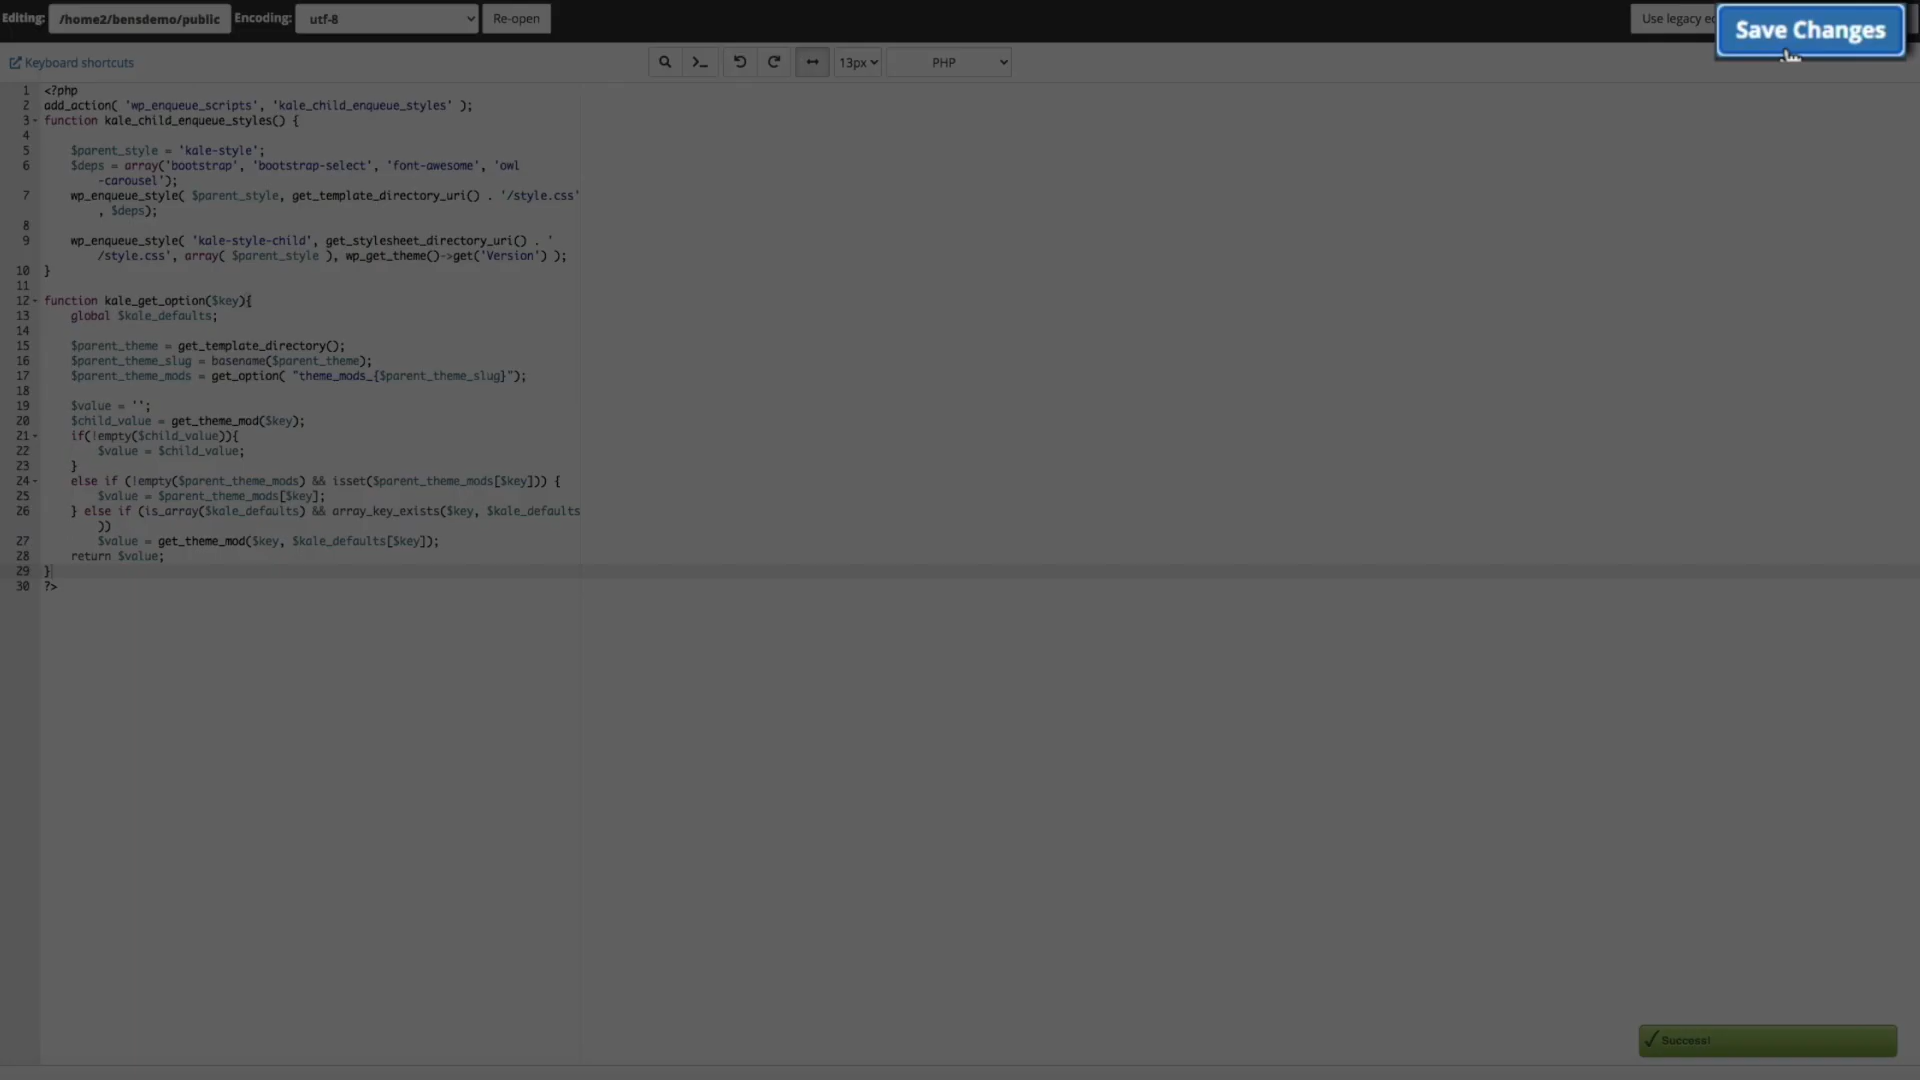 Editing: /home2/bensdemo/public Encoding: utf-8 Re-open Use legacy Save Changes
Keyboard shortcuts 13px PHP
1 <?php
2 add_action( 'wp_enqueue_scripts', 'kale_child_enqueue_styles' );
3 function kale_child_enqueue_styles() {
4
5 $parent_style = 'kale-style';
6 $deps = array('bootstrap', 'bootstrap-select', 'font-awesome', 'owl
-carousel');
7 wp_enqueue_style( $parent_style, get_template_directory_uri() . '/style.css'
, $deps);
8
9 wp_enqueue_style( 'kale-style-child', get_stylesheet_directory_uri() . '
/style.css', array( $parent_style ), wp_get_theme()->get('Version') );
10 }
11
12 function kale_get_option($key){
13 global $kale_defaults;
14
15 $parent_theme = get_template_directory();
16 $parent_theme_slug = basename($parent_theme);
17 $parent_theme_mods = get_option( "theme_mods_{$parent_theme_slug}");
18
19 $value = '';
20 $child_value = get_theme_mod($key);
21 if(!empty($child_value)){
22 $value = $child_value;
23 }
24 else if (!empty($parent_theme_mods) && isset($parent_theme_mods[$key])) {
25 $value = $parent_theme_mods[$key];
26 } else if (is_array($kale_defaults) && array_key_exists($key, $kale_defaults
))
27 $value = get_theme_mod($key, $kale_defaults[$key]);
28 return $value;
29 }
30 ?>
Success!